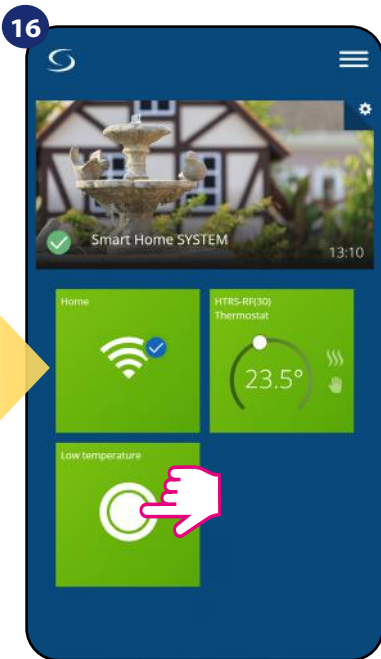 16
Smart Home SYSTEM
13:10
Home
HTRS-RF(30)
Thermostat
23.5°
Low temperature